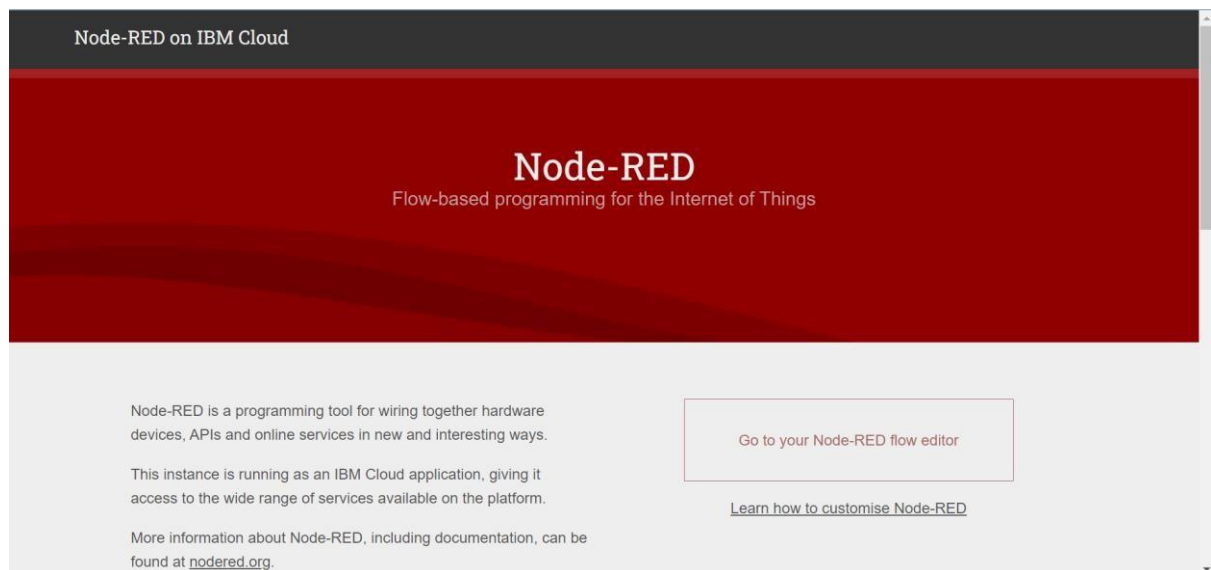 Node-RED on IBM Cloud
Node-RED
Flow-based programming for the Internet of Things
Node-RED is a programming tool for wiring together hardware
devices, APIs and online services in new and interesting ways.
This instance is running as an IBM Cloud application, giving it
access to the wide range of services available on the platform.
More information about Node-RED, including documentation, can be
found at nodered.org.
Go to your Node-RED flow editor
Learn how to customise Node-RED